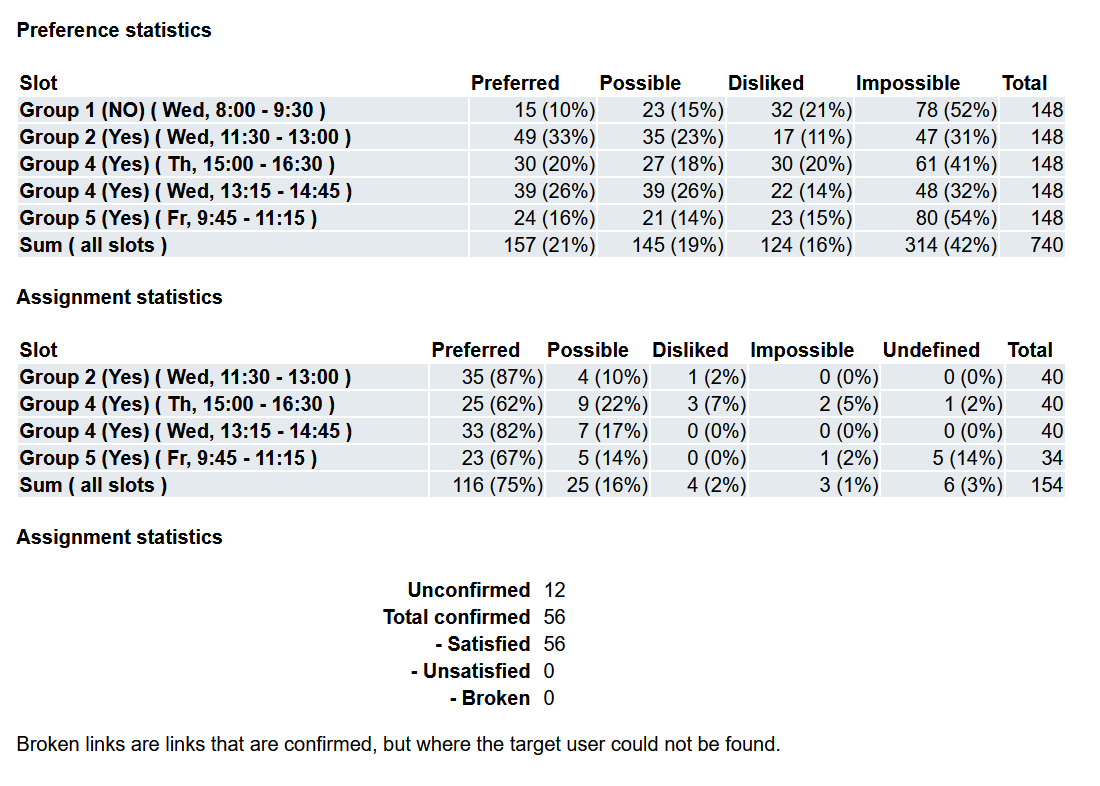 Preference statistics
Slot Preferred Possible Disliked Impossible Total
Group 1 (NO) ( Wed, 8:00 - 9:30 ) 15 (10%) 23 (15%) 32 (21%) 78 (52%) 148
Group 2 (Yes) ( Wed, 11:30 - 13:00 ) 49 (33%) 35 (23%) 17 (11%) 47 (31%) 148
Group 4 (Yes) ( Th, 15:00 - 16:30 ) 30 (20%) 27 (18%) 30 (20%) 61 (41%) 148
Group 4 (Yes) ( Wed, 13:15 - 14:45 ) 39 (26%) 39 (26%) 22 (14%) 48 (32%) 148
Group 5 (Yes) ( Fr, 9:45 - 11:15 ) 24 (16%) 21 (14%) 23 (15%) 80 (54%) 148
Sum ( all slots ) 157 (21%) 145 (19%) 124 (16%) 314 (42%) 740
Assignment statistics
Slot Preferred Possible Disliked Impossible Undefined Total
Group 2 (Yes) ( Wed, 11:30 - 13:00 ) 35 (87%) 4 (10%) 1 (2%) 0 (0%) 0 (0%) 40
Group 4 (Yes) ( Th, 15:00 - 16:30 ) 25 (62%) 9 (22%) 3 (7%) 2 (5%) 1 (2%) 40
Group 4 (Yes) ( Wed, 13:15 - 14:45 ) 33 (82%) 7 (17%) 0 (0%) 0 (0%) 0 (0%) 40
Group 5 (Yes) ( Fr, 9:45 - 11:15 ) 23 (67%) 5 (14%) 0 (0%) 1 (2%) 5 (14%) 34
Sum ( all slots ) 116 (75%) 25 (16%) 4 (2%) 3 (1%) 6 (3%) 154
Assignment statistics
Unconfirmed 12
Total confirmed 56
- Satisfied 56
- Unsatisfied 0
- Broken 0
Broken links are links that are confirmed, but where the target user could not be found.